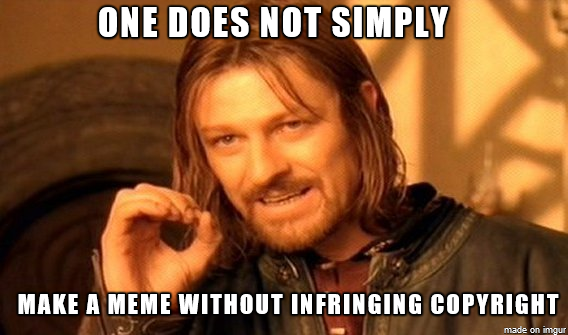 ONE DOES NOT SIMPLY
MAKE A MEME WITHOUT INFRINGING COPYRIGHT
made on imgur